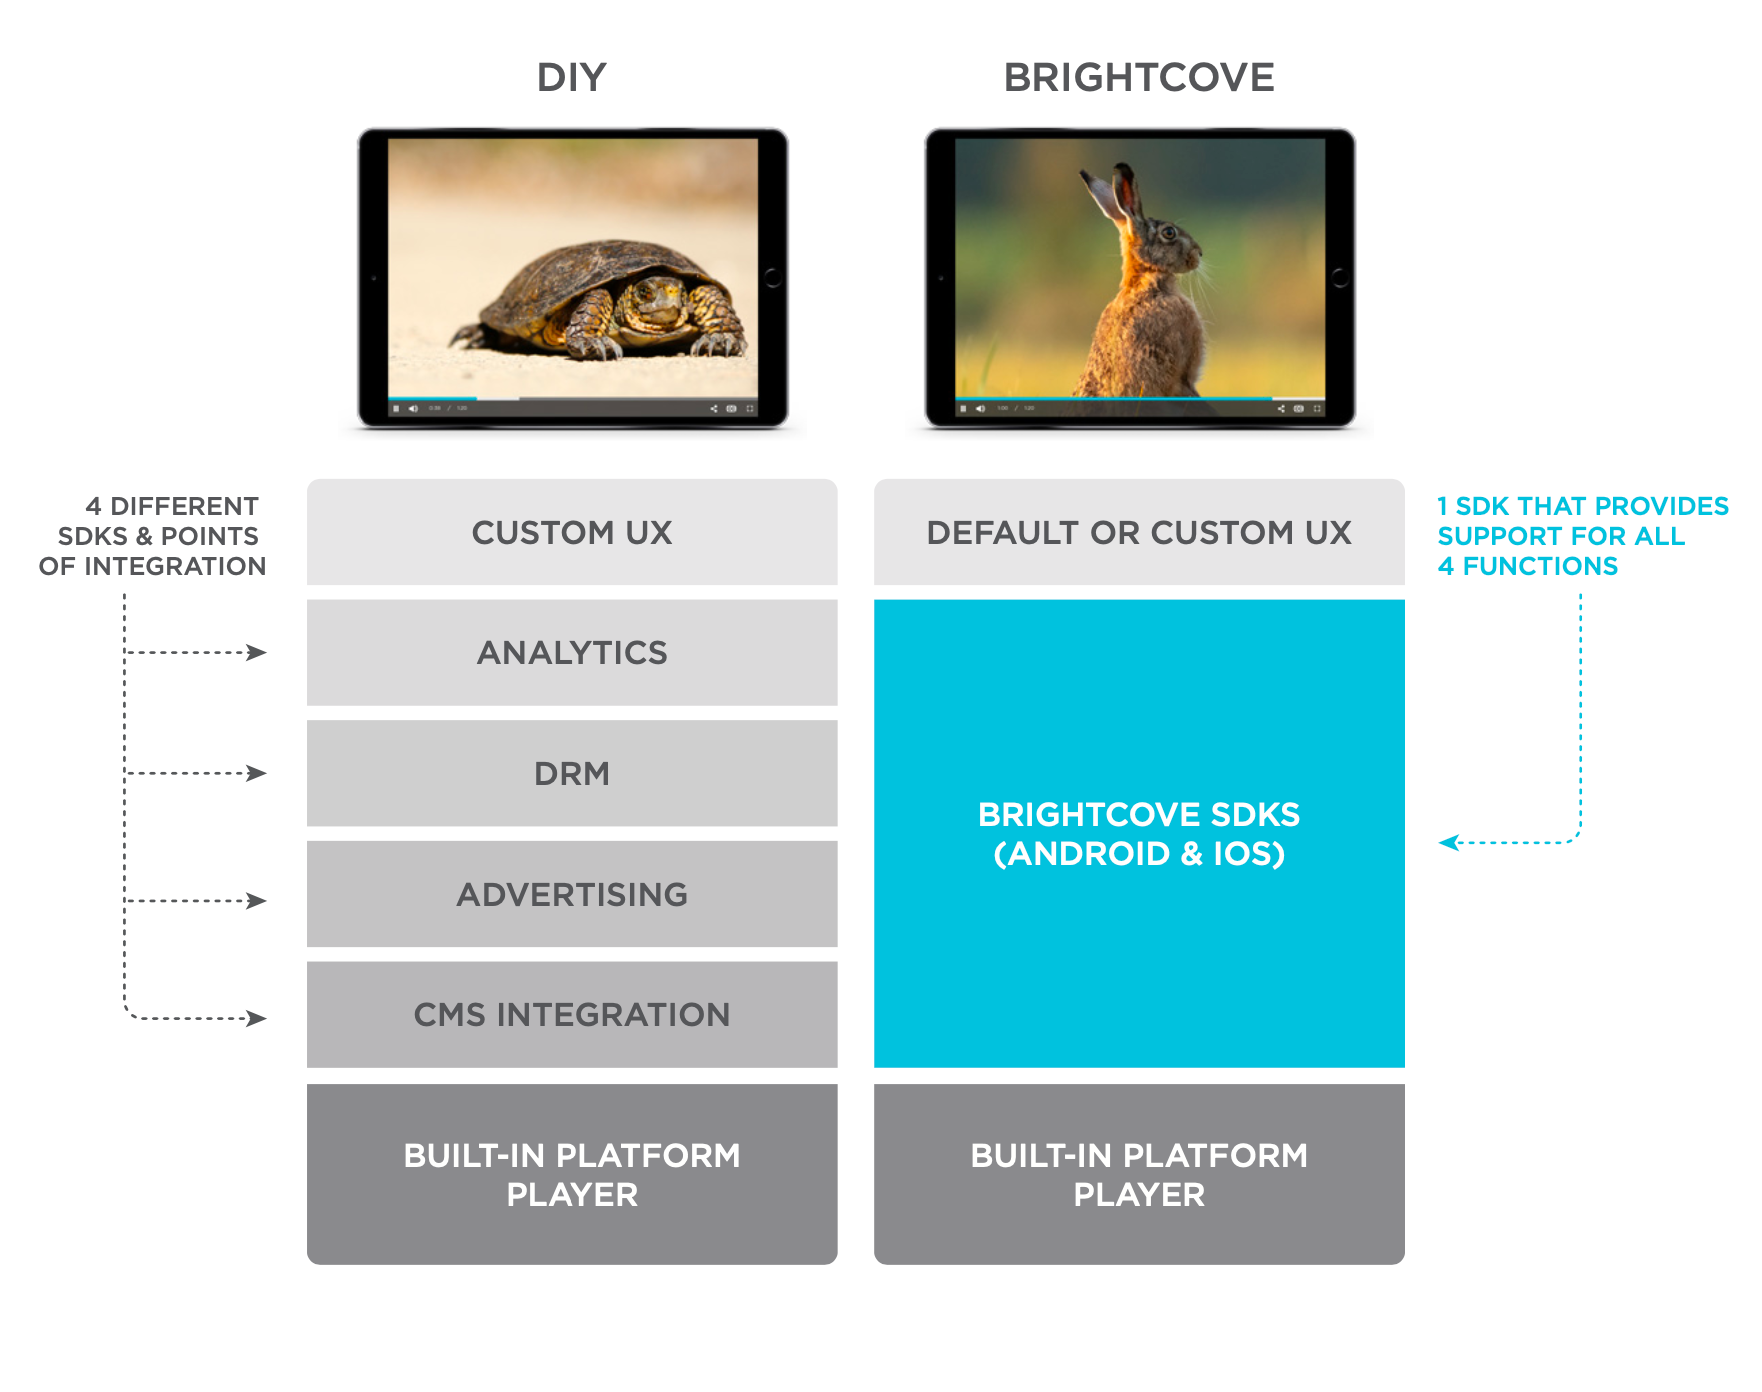 DIY
BRIGHTCOVE
4 DIFFERENT
SDKS & POINTS
OF INTEGRATION
CUSTOM UX
ANALYTICS
DRM
ADVERTISING
CMS INTEGRATION
BUILT-IN PLATFORM
PLAYER
DEFAULT OR CUSTOM UX
BRIGHTCOVE SDKS
(ANDROID & IOS)
BUILT-IN PLATFORM
PLAYER
1 SDK THAT PROVIDES
SUPPORT FOR ALL
4 FUNCTIONS